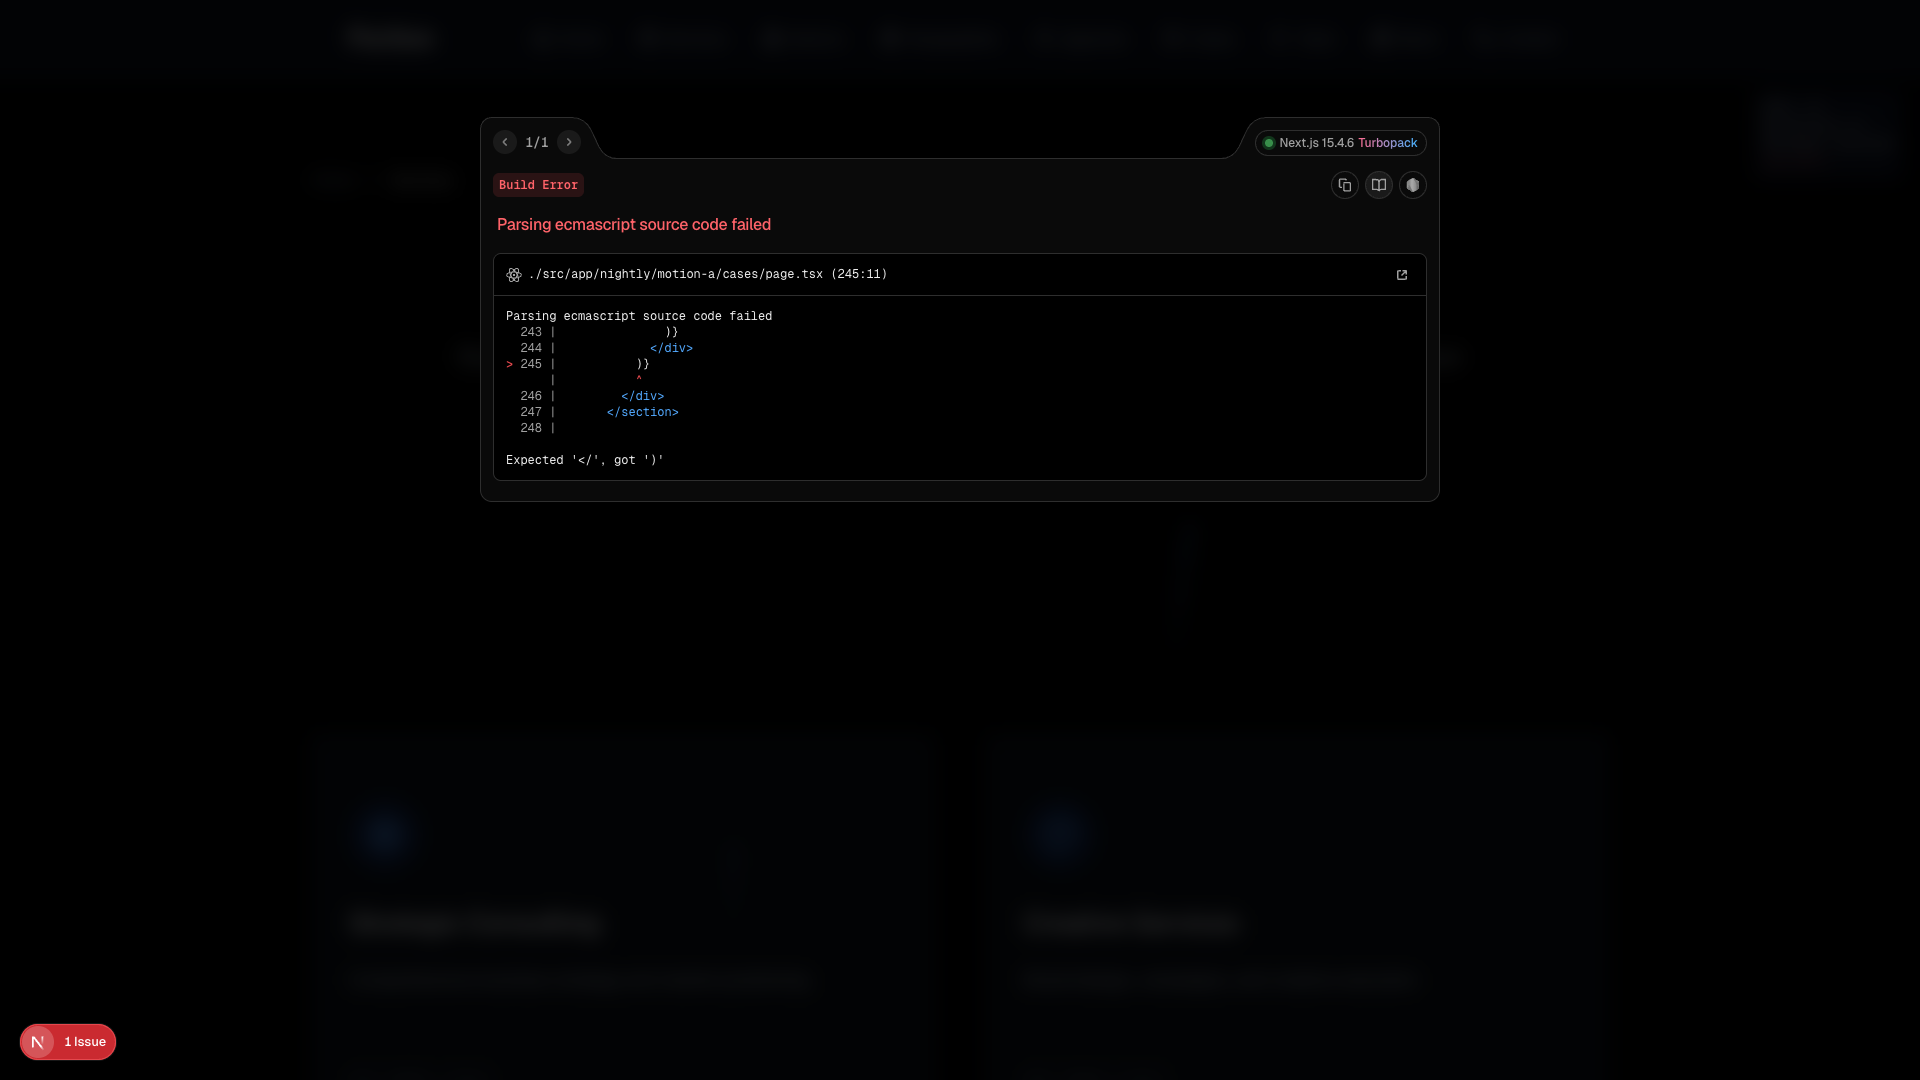 1/1
Next.js 15.4.6 Turbopack
Build Error
Parsing ecmascript source code failed
./src/app/nightly/motion-a/cases/page.tsx (245:11)
Parsing ecmascript source code failed
  243 |               )}
  244 |             </div>
> 245 |           )}
      |           ^
  246 |         </div>
  247 |       </section>
  248 |
Expected '</', got ')'
N
1 Issue